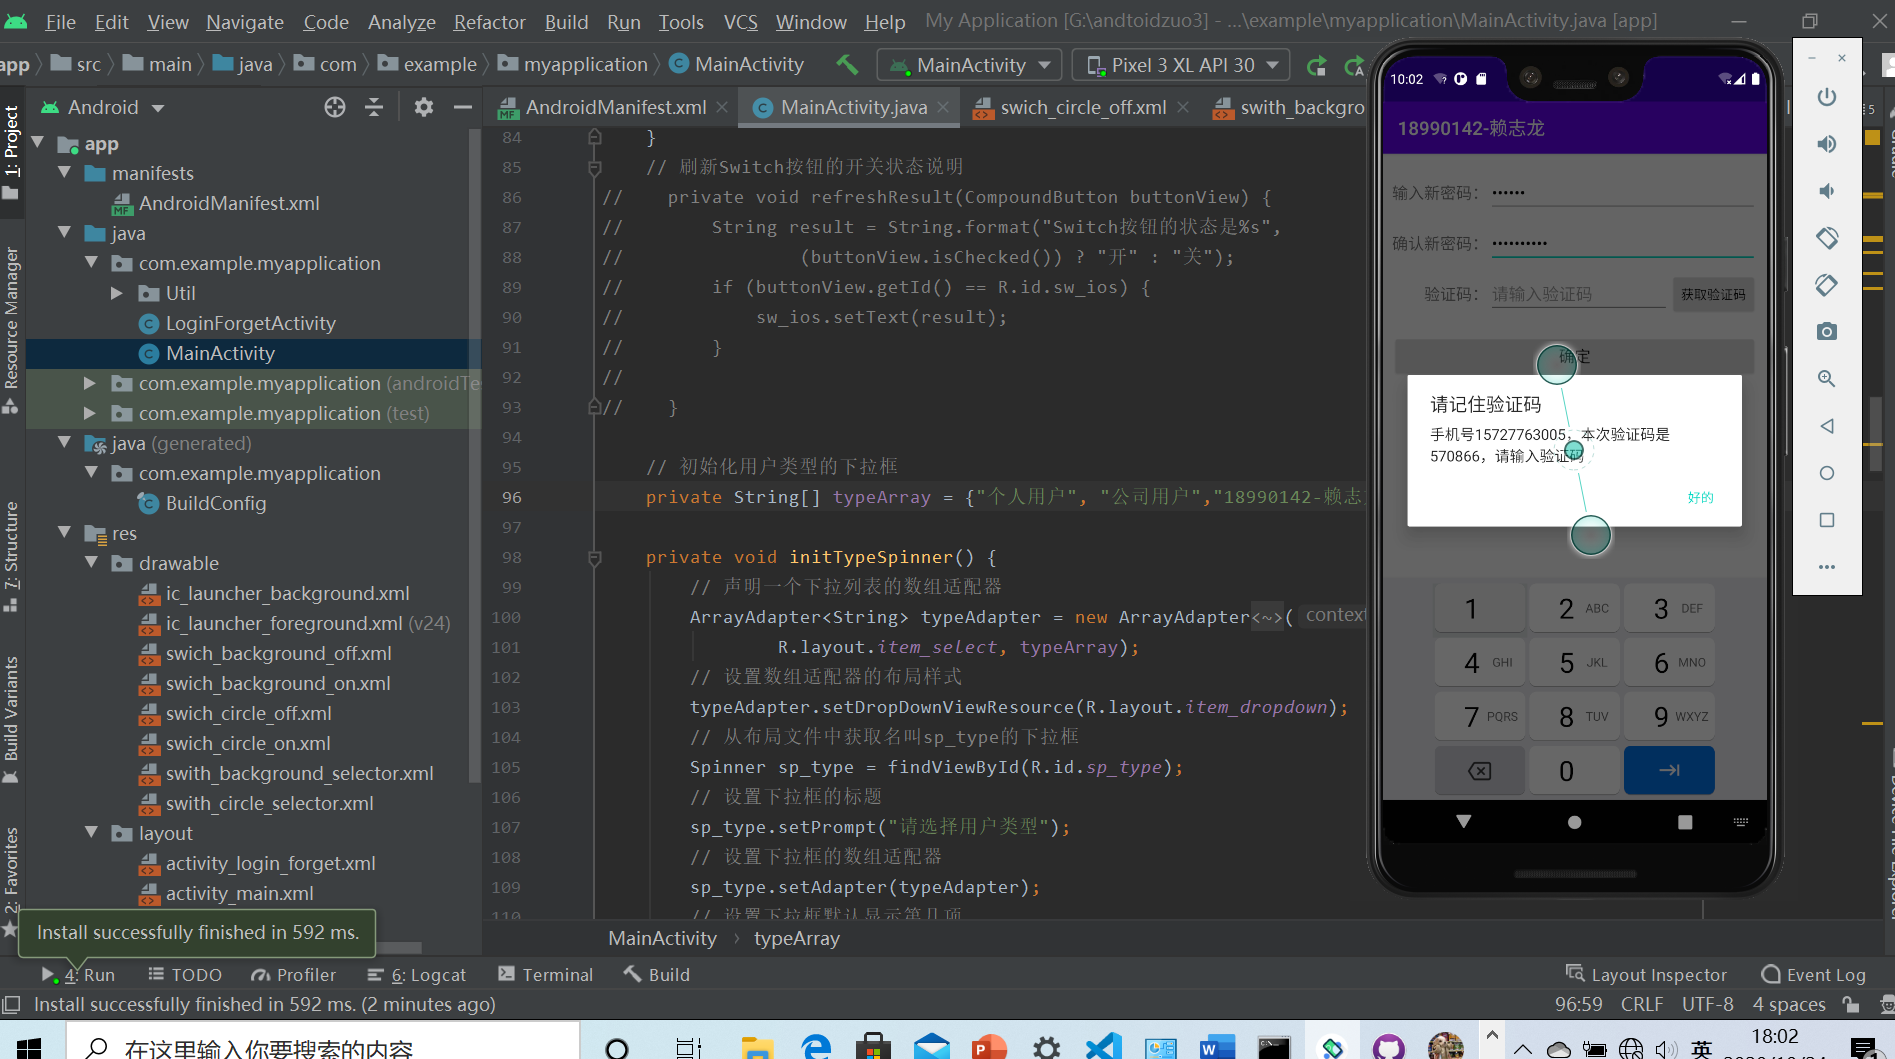 File Edit View Navigate Code Analyze Refactor Build Run Tools VCS Window Help My Application [G:\andtoidzuo3] - ...\example\myapplication\MainActivity.java [app]
app src main java com example myapplication MainActivity MainActivity Pixel 3 XL API 30
Android
AndroidManifest.xml MainActivity.java swich_circle_off.xml swith_backgro
1: Project
Resource Manager
7: Structure
Build Variants
2: Favorites
app
manifests
AndroidManifest.xml
java
com.example.myapplication
Util
LoginForgetActivity
MainActivity
com.example.myapplication (androidTes
com.example.myapplication (test)
java (generated)
com.example.myapplication
BuildConfig
res
drawable
ic_launcher_background.xml
ic_launcher_foreground.xml (v24)
swich_background_off.xml
swich_background_on.xml
swich_circle_off.xml
swich_circle_on.xml
swith_background_selector.xml
swith_circle_selector.xml
layout
activity_login_forget.xml
activity_main.xml
84 }
85 // 刷新Switch按钮的开关状态说明
86 // private void refreshResult(CompoundButton buttonView) {
87 // String result = String.format("Switch按钮的状态是%s",
88 // (buttonView.isChecked()) ? "开" : "关");
89 // if (buttonView.getId() == R.id.sw_ios) {
90 // sw_ios.setText(result);
91 // }
92 //
93 // }
94
95 // 初始化用户类型的下拉框
96 private String[] typeArray = {"个人用户", "公司用户","18990142-赖志
97
98 private void initTypeSpinner() {
99 // 声明一个下拉列表的数组适配器
100 ArrayAdapter<String> typeAdapter = new ArrayAdapter<~>( context
101 R.layout.item_select, typeArray);
102 // 设置数组适配器的布局样式
103 typeAdapter.setDropDownViewResource(R.layout.item_dropdown);
104 // 从布局文件中获取名叫sp_type的下拉框
105 Spinner sp_type = findViewById(R.id.sp_type);
106 // 设置下拉框的标题
107 sp_type.setPrompt("请选择用户类型");
108 // 设置下拉框的数组适配器
109 sp_type.setAdapter(typeAdapter);
110 // 设置下拉框默认显示第几项
MainActivity › typeArray
10:02
18990142-赖志龙
输入新密码： ••••••
确认新密码： ••••••••••
验证码： 请输入验证码 获取验证码
确定
请记住验证码
手机号15727763005，本次验证码是
570866，请输入验证码
好的
1 2 ABC 3 DEF
4 GHI 5 JKL 6 MNO
7 PQRS 8 TUV 9 WXYZ
0
Install successfully finished in 592 ms.
4: Run TODO Profiler 6: Logcat Terminal Build Layout Inspector Event Log
Install successfully finished in 592 ms. (2 minutes ago) 96:59 CRLF UTF-8 4 spaces
在这里输入你要搜索的内容
英
18:02